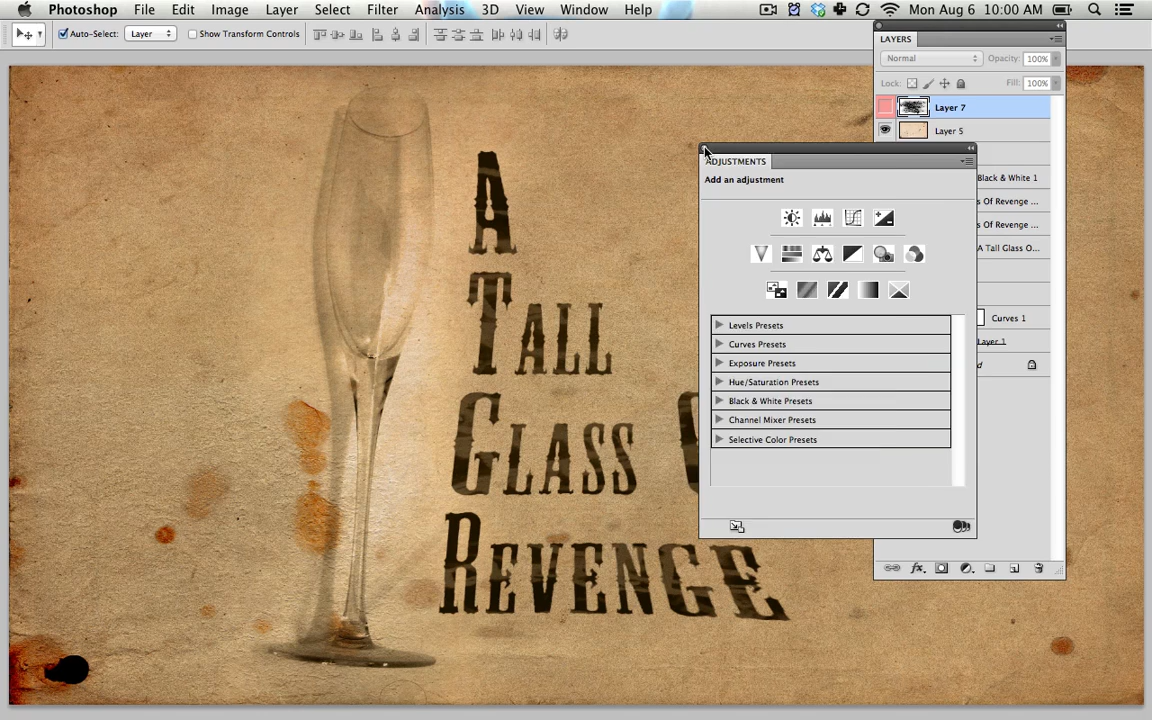 Photoshop File Edit Image Layer Select Filter Analysis 3D View Window Help Mon Aug 6 10:00 AM
Auto-Select: Layer Show Transform Controls
LAYERS
Normal Opacity: 100%
Lock: Fill: 100%
Layer 7
Layer 5
ADJUSTMENTS
Add an adjustment
Black & White 1
s Of Revenge ...
s Of Revenge ...
A Tall Glass O...
Curves 1
Layer 1
d
Levels Presets
Curves Presets
Exposure Presets
Hue/Saturation Presets
Black & White Presets
Channel Mixer Presets
Selective Color Presets
fx
A
TALL
GLASS
REVENGE